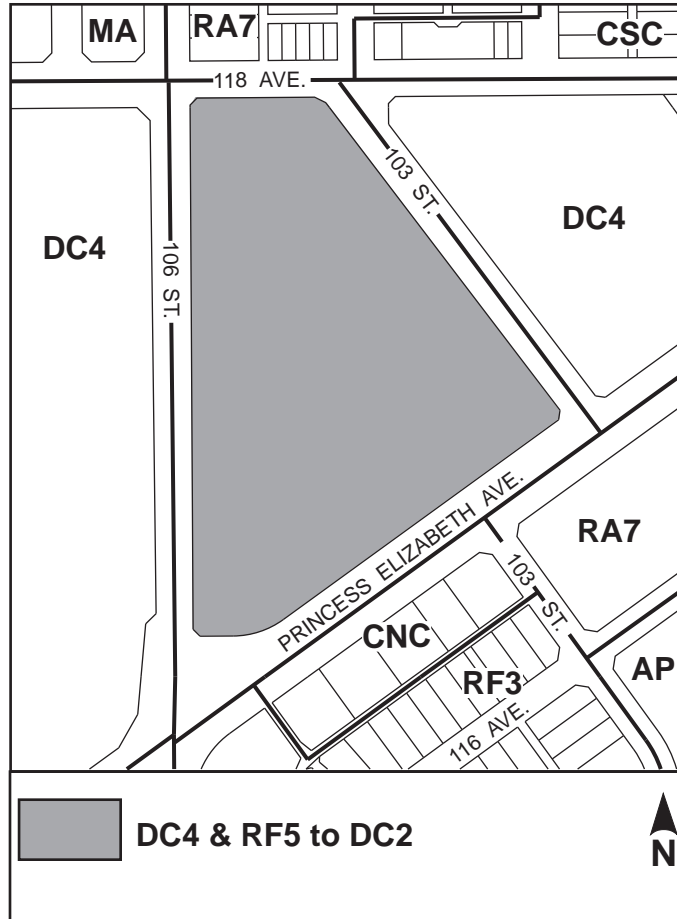 MA
RA7
CSC
118 AVE.
103 ST.
DC4
DC4
106 ST.
PRINCESS ELIZABETH AVE.
RA7
103 ST.
CNC
RF3
AP
116 AVE.
DC4 & RF5 to DC2
N